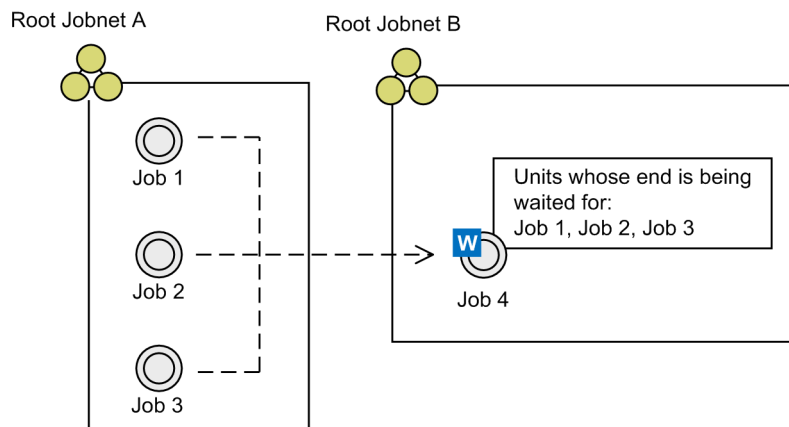 Root Jobnet A
Root Jobnet B
Job 1
Units whose end is being
waited for:
Job 1, Job 2, Job 3
W
Job 2
Job 4
Job 3